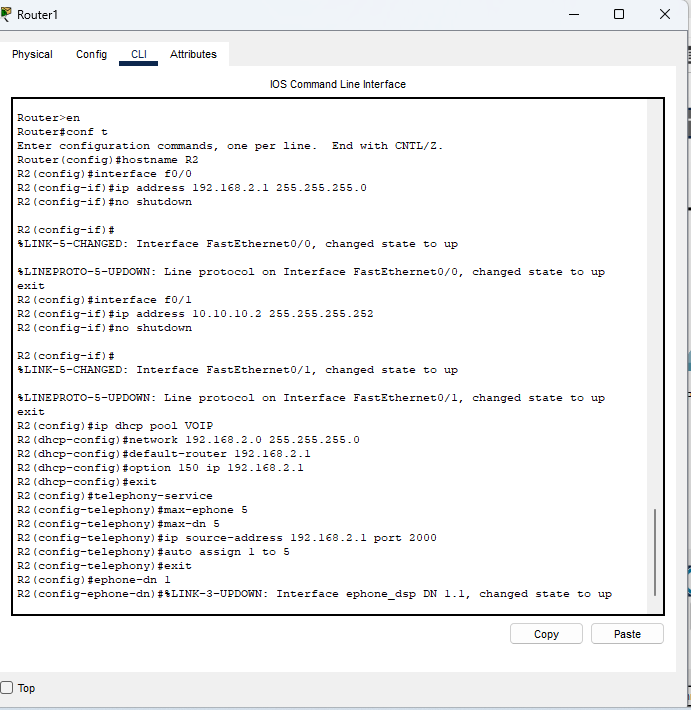 Router1
Physical Config CLI Attributes
IOS Command Line Interface
Router>en
Router#conf t
Enter configuration commands, one per line.  End with CNTL/Z.
Router(config)#hostname R2
R2(config)#interface f0/0
R2(config-if)#ip address 192.168.2.1 255.255.255.0
R2(config-if)#no shutdown
R2(config-if)#
%LINK-5-CHANGED: Interface FastEthernet0/0, changed state to up
%LINEPROTO-5-UPDOWN: Line protocol on Interface FastEthernet0/0, changed state to up
exit
R2(config)#interface f0/1
R2(config-if)#ip address 10.10.10.2 255.255.255.252
R2(config-if)#no shutdown
R2(config-if)#
%LINK-5-CHANGED: Interface FastEthernet0/1, changed state to up
%LINEPROTO-5-UPDOWN: Line protocol on Interface FastEthernet0/1, changed state to up
exit
R2(config)#ip dhcp pool VOIP
R2(dhcp-config)#network 192.168.2.0 255.255.255.0
R2(dhcp-config)#default-router 192.168.2.1
R2(dhcp-config)#option 150 ip 192.168.2.1
R2(dhcp-config)#exit
R2(config)#telephony-service
R2(config-telephony)#max-ephone 5
R2(config-telephony)#max-dn 5
R2(config-telephony)#ip source-address 192.168.2.1 port 2000
R2(config-telephony)#auto assign 1 to 5
R2(config-telephony)#exit
R2(config)#ephone-dn 1
R2(config-ephone-dn)#%LINK-3-UPDOWN: Interface ephone_dsp DN 1.1, changed state to up
Copy Paste
Top